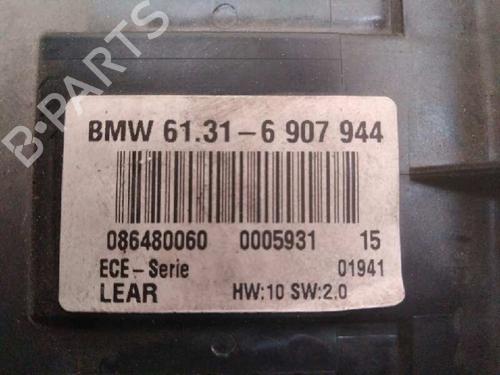 B-PARTS
BMW 61.31-6 907 944
086480060 0005931 15
ECE-Serie 01941
LEAR HW:10 SW:2.0